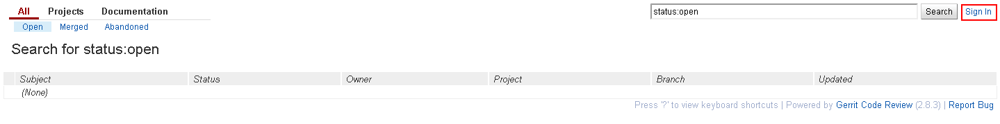 All Projects Documentation status:open Search Sign In
Open Merged Abandoned
Search for status:open
Subject Status Owner Project Branch Updated
(None)
Press '?' to view keyboard shortcuts | Powered by Gerrit Code Review (2.8.3) | Report Bug